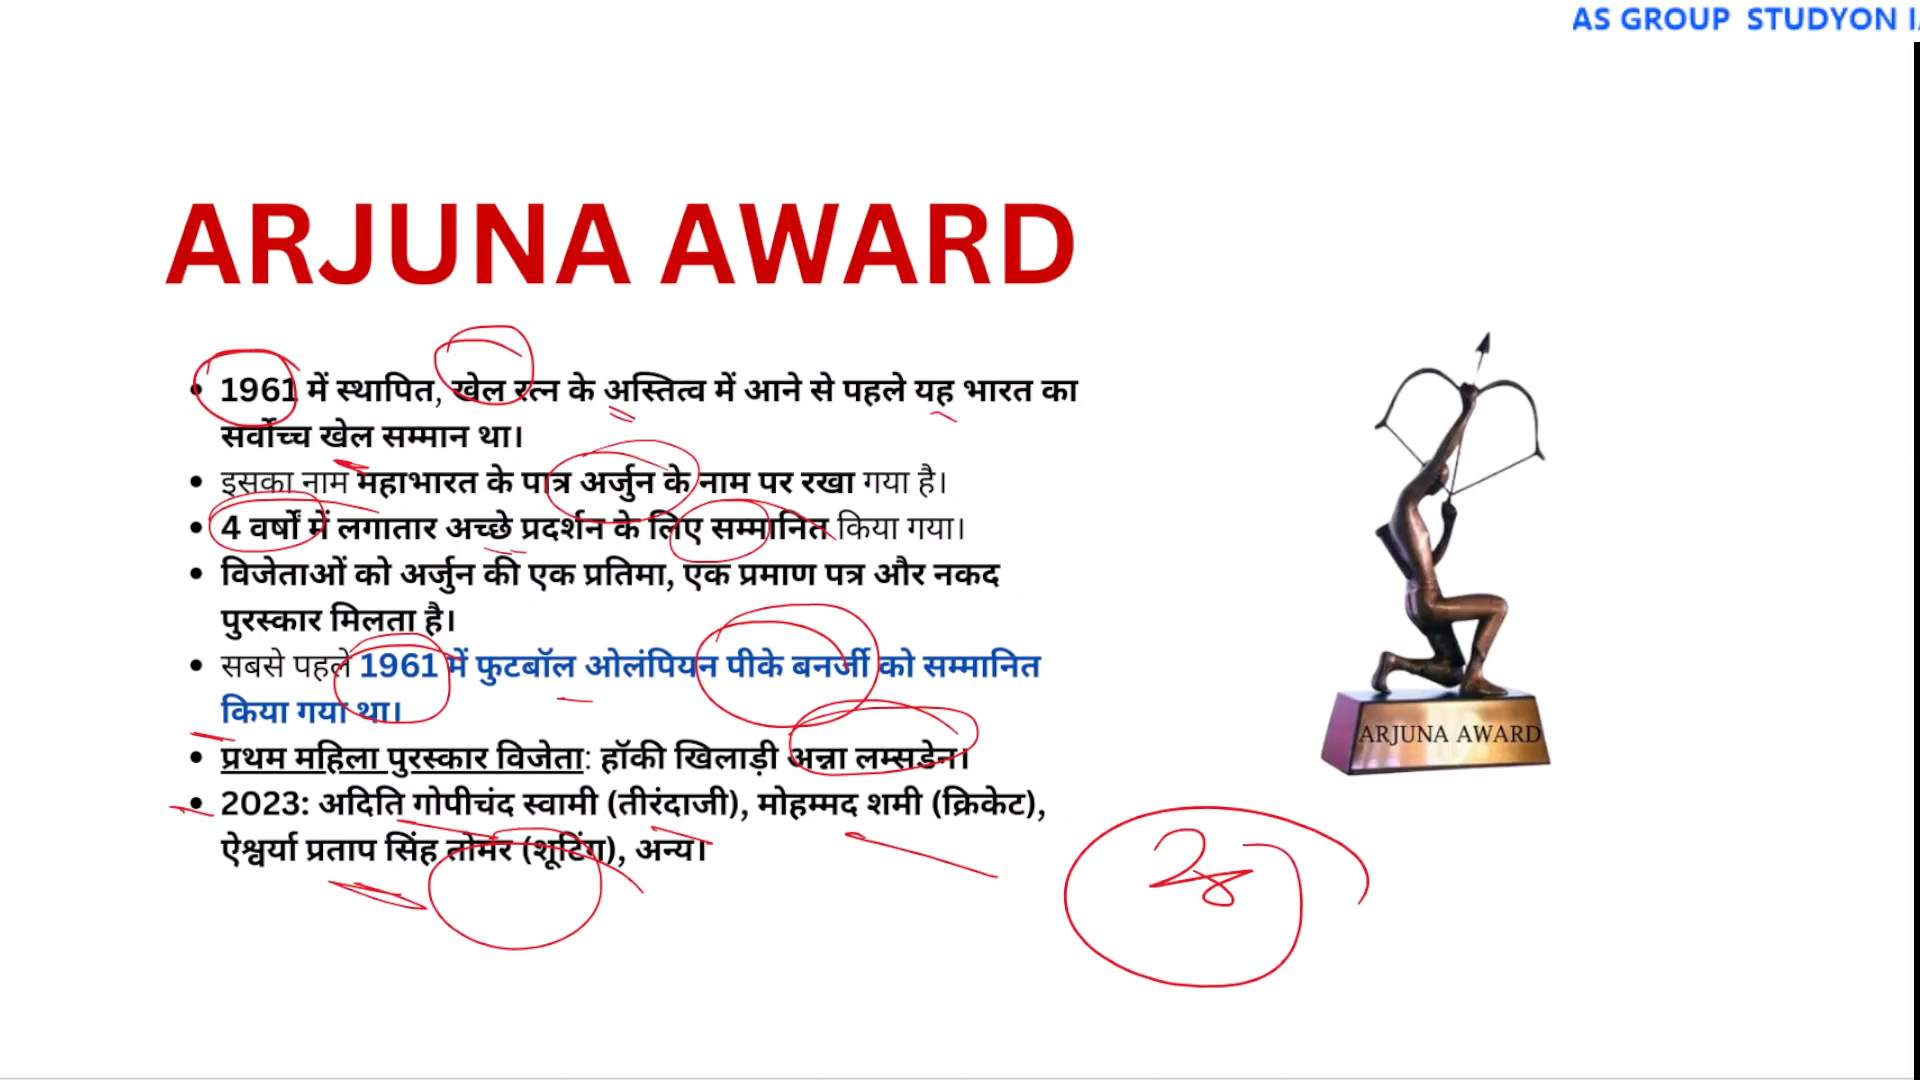 AS GROUP STUDYON
ARJUNA AWARD
• 1961 में स्थापित, खेल रत्न के अस्तित्व में आने से पहले यह भारत का
सर्वोच्च खेल सम्मान था।
• इसका नाम महाभारत के पात्र अर्जुन के नाम पर रखा गया है।
• 4 वर्षों में लगातार अच्छे प्रदर्शन के लिए सम्मानित किया गया।
• विजेताओं को अर्जुन की एक प्रतिमा, एक प्रमाण पत्र और नकद
पुरस्कार मिलता है।
• सबसे पहले 1961 में फुटबॉल ओलंपियन पीके बनर्जी को सम्मानित
किया गया था।
• प्रथम महिला पुरस्कार विजेता: हॉकी खिलाड़ी अन्ना लम्सडेन।
• 2023: अदिति गोपीचंद स्वामी (तीरंदाजी), मोहम्मद शमी (क्रिकेट),
ऐश्वर्या प्रताप सिंह तोमर (शूटिंग), अन्य।
ARJUNA AWARD
28